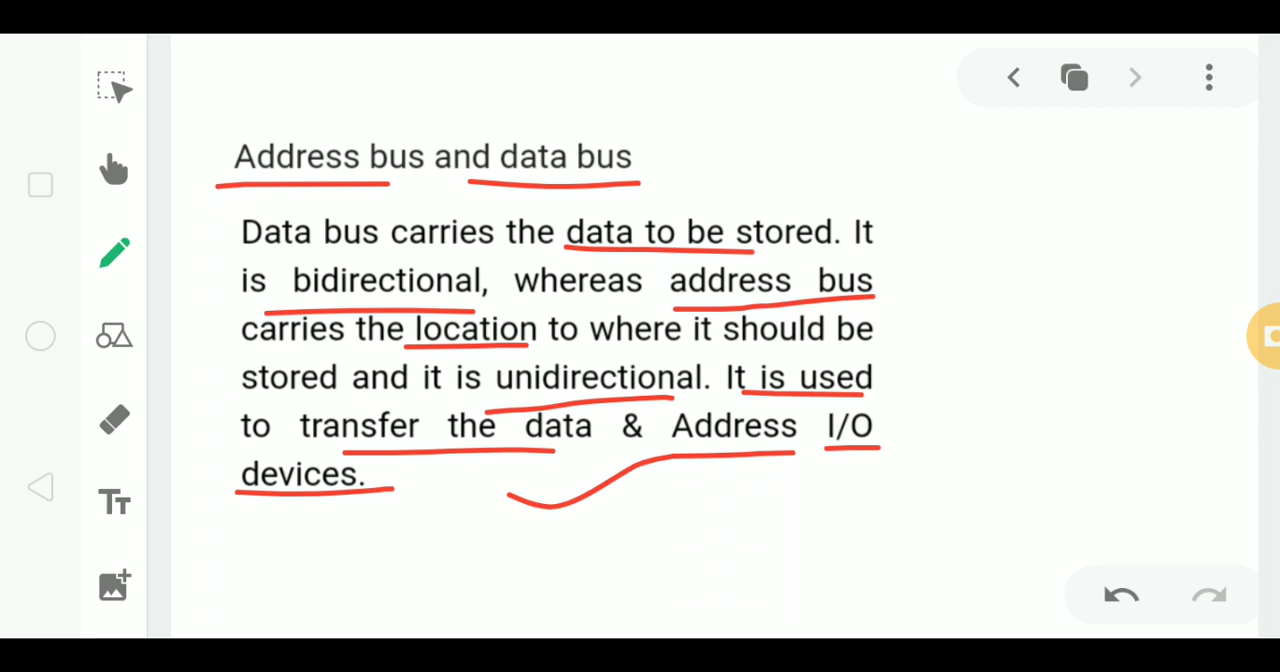 Address bus and data bus
Data bus carries the data to be stored. It
is bidirectional, whereas address bus
carries the location to where it should be
stored and it is unidirectional. It is used
to transfer the data & Address I/O
devices.
TT